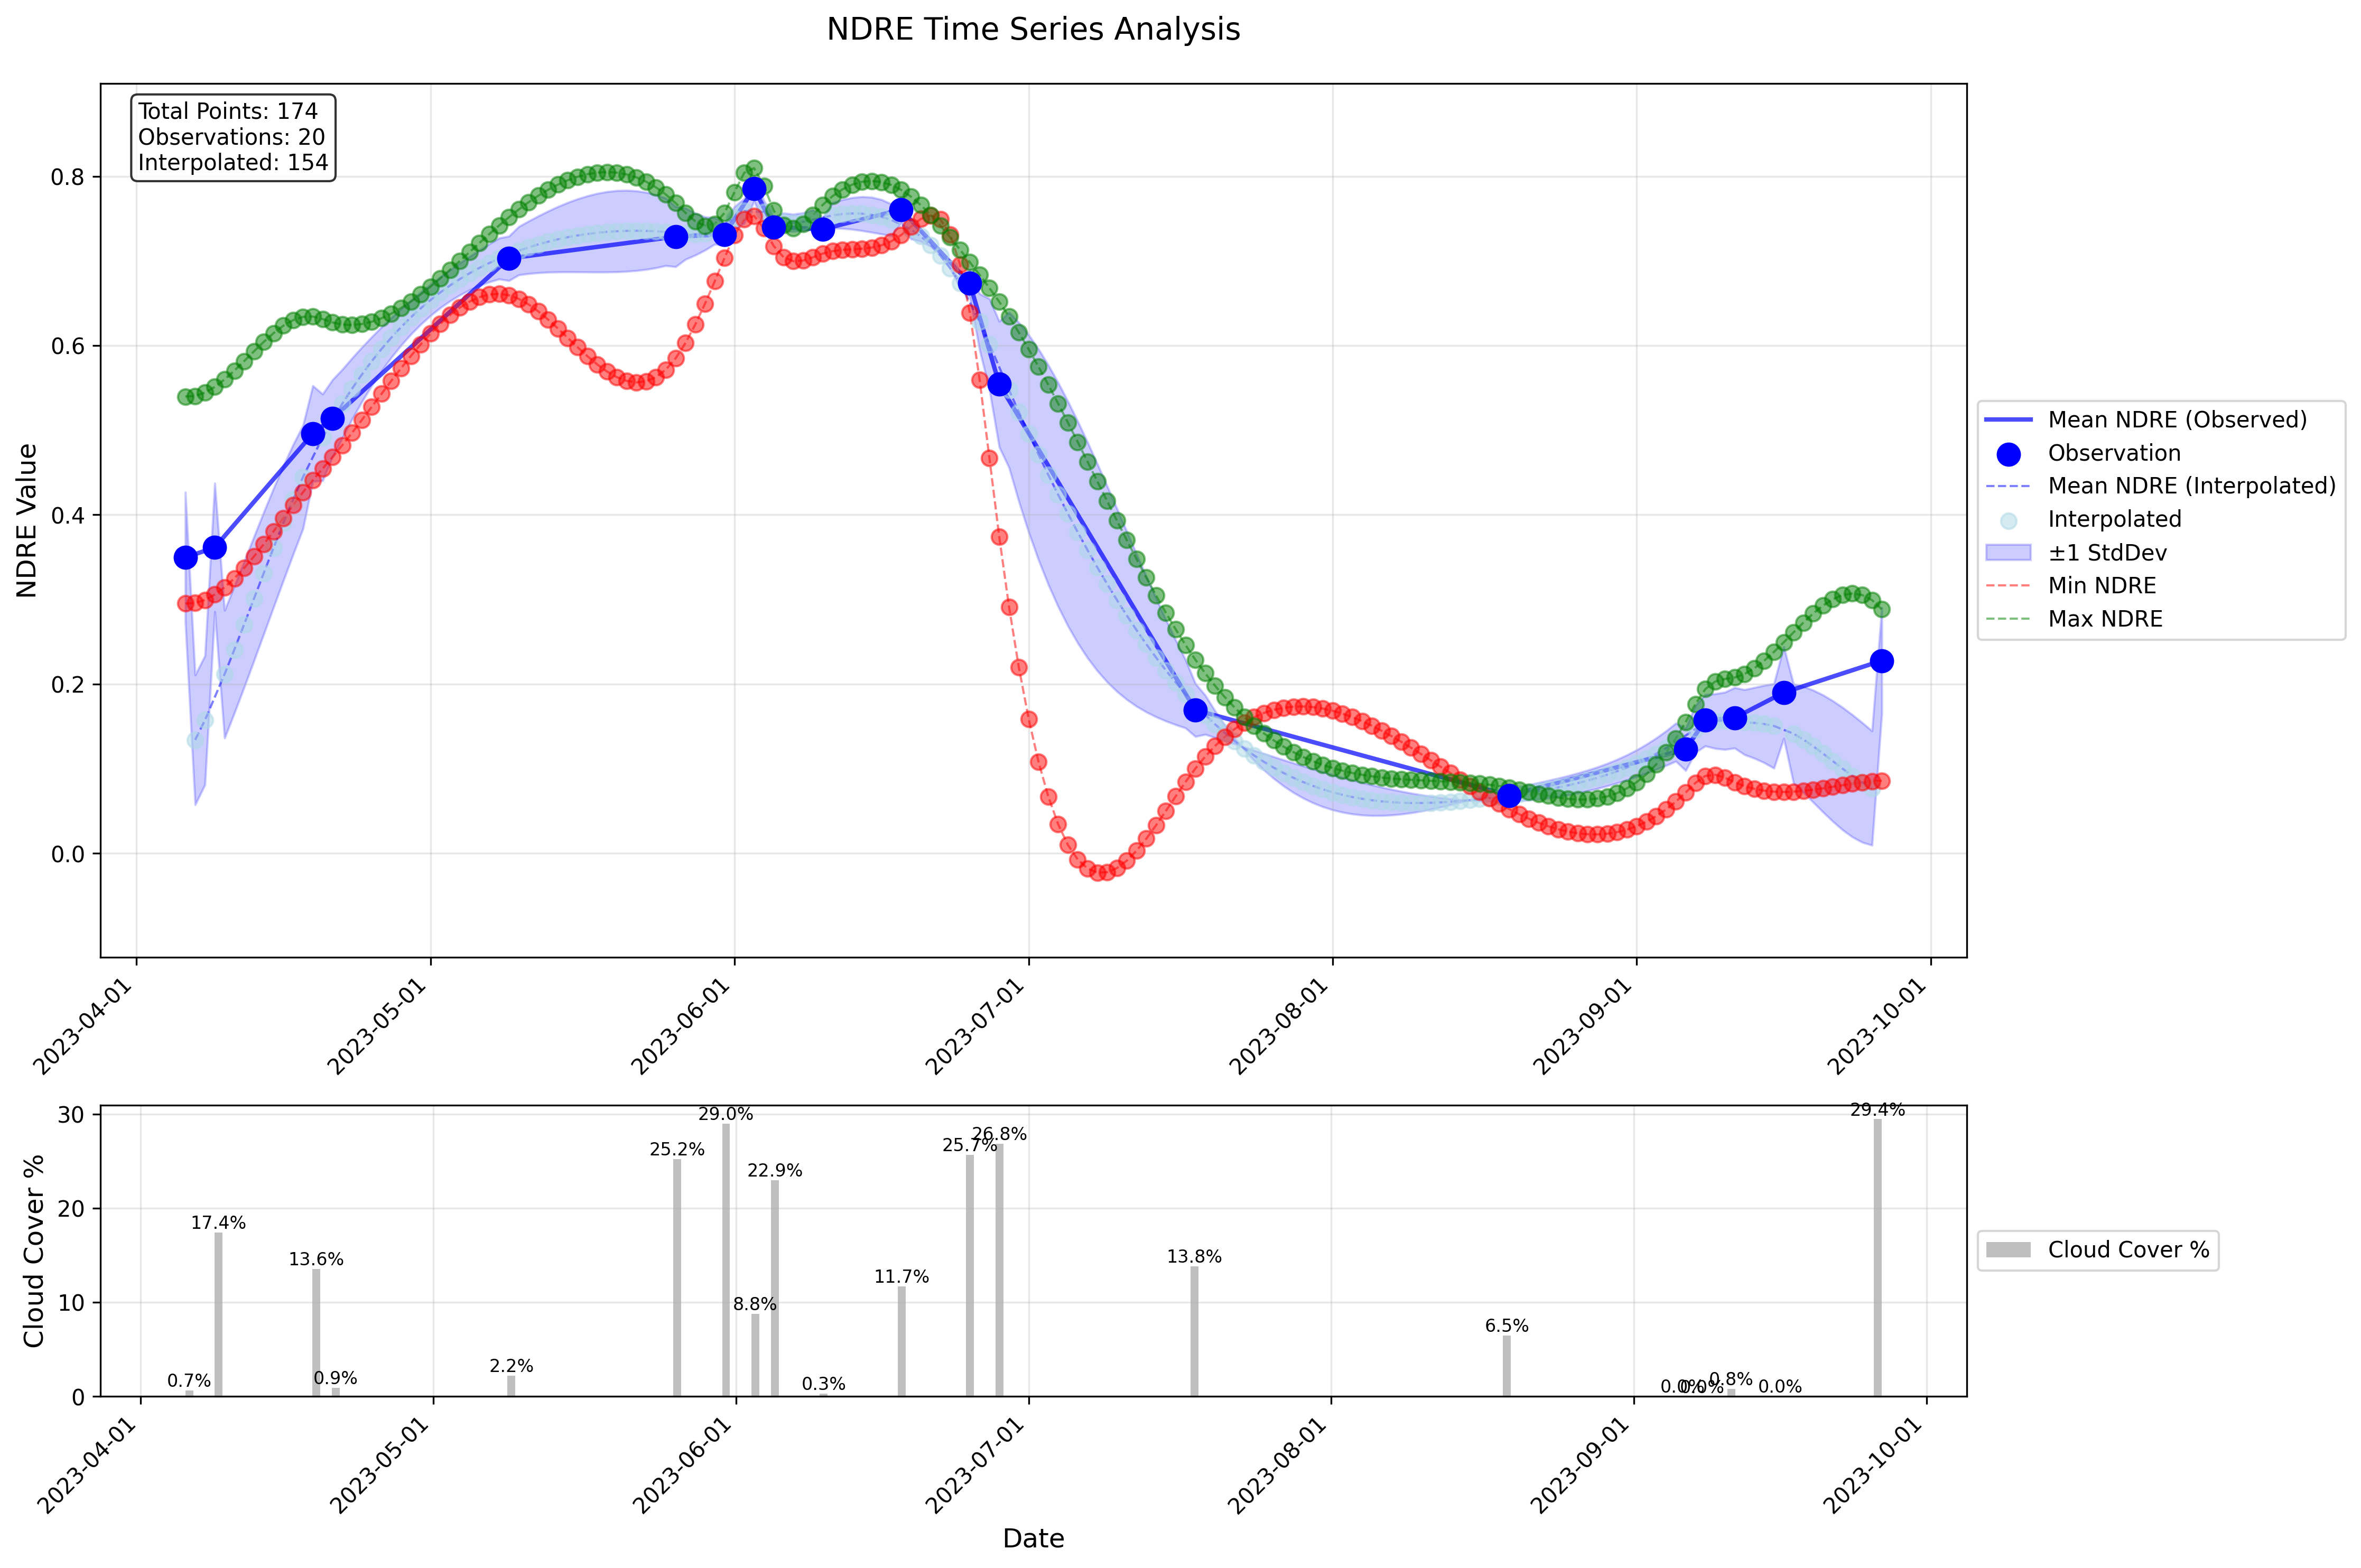 NDRE Time Series Analysis
Total Points: 174
Observations: 20
Interpolated: 154
NDRE Value
0.8
0.6
0.4
0.2
0.0
2023-04-01
2023-05-01
2023-06-01
2023-07-01
2023-08-01
2023-09-01
2023-10-01
Mean NDRE (Observed)
Observation
Mean NDRE (Interpolated)
Interpolated
±1 StdDev
Min NDRE
Max NDRE
Cloud Cover %
30
20
10
0
0.7%
17.4%
13.6%
0.9%
2.2%
25.2%
29.0%
8.8%
22.9%
0.3%
11.7%
25.7%
26.8%
13.8%
6.5%
0.0%
0.0%
0.8%
0.0%
29.4%
2023-04-01
2023-05-01
2023-06-01
2023-07-01
2023-08-01
2023-09-01
2023-10-01
Date
Cloud Cover %